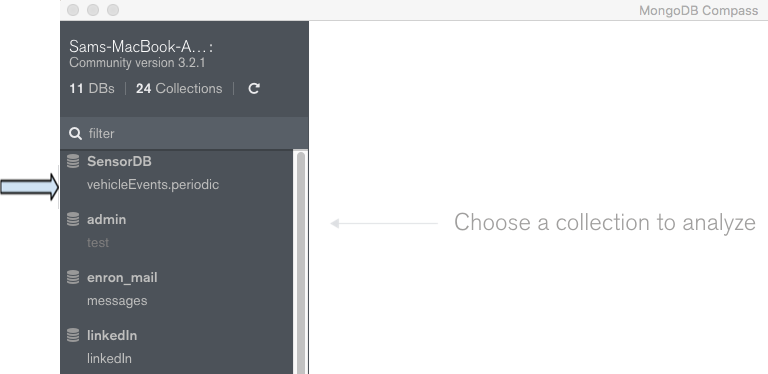 MongoDB Compass
Sams-MacBook-A... :
Community version 3.2.1
11 DBs
24 Collections
filter
SensorDB
vehicleEvents.periodic
admin
test
enron_mail
messages
linkedIn
linkedIn
Choose a collection to analyze